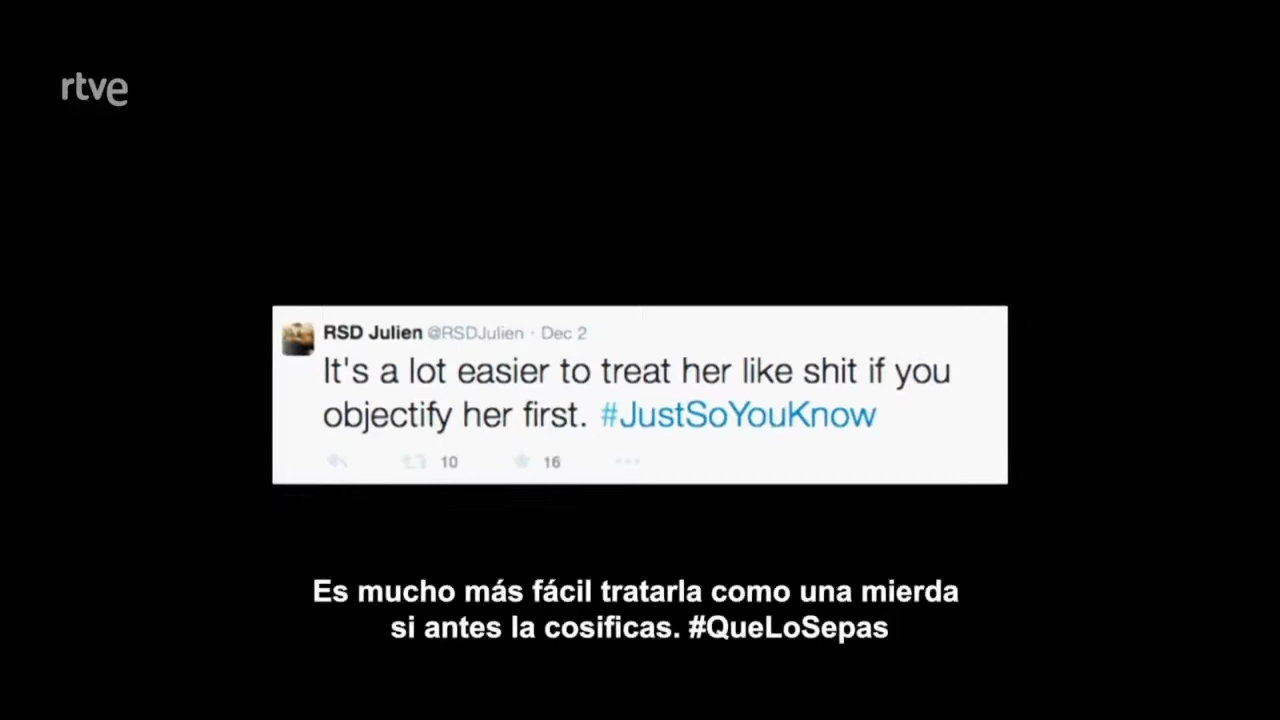 rtve
RSD Julien @RSDJulien · Dec 2
It's a lot easier to treat her like shit if you
objectify her first. #JustSoYouKnow
10 16
Es mucho más fácil tratarla como una mierda
si antes la cosificas. #QueLoSepas